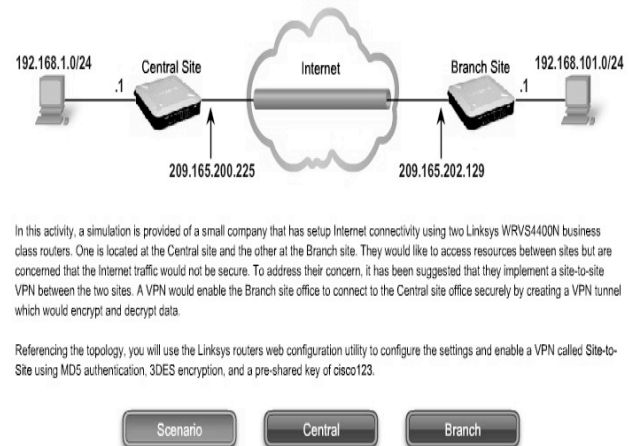 192.168.1.0/24
Central Site
Internet
Branch Site
192.168.101.0/24
.1
.1
209.165.200.225
209.165.202.129
In this activity, a simulation is provided of a small company that has setup Internet connectivity using two Linksys WRVS4400N business
class routers. One is located at the Central site and the other at the Branch site. They would like to access resources between sites but are
concerned that the Internet traffic would not be secure. To address their concern, it has been suggested that they implement a site-to-site
VPN between the two sites. A VPN would enable the Branch site office to connect to the Central site office securely by creating a VPN tunnel
which would encrypt and decrypt data.
Referencing the topology, you will use the Linksys routers web configuration utility to configure the settings and enable a VPN called Site-to-
Site using MD5 authentication, 3DES encryption, and a pre-shared key of cisco123.
Scenario
Central
Branch